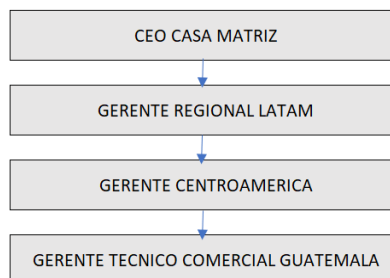 CEO CASA MATRIZ
GERENTE REGIONAL LATAM
GERENTE CENTROAMERICA
GERENTE TECNICO COMERCIAL GUATEMALA